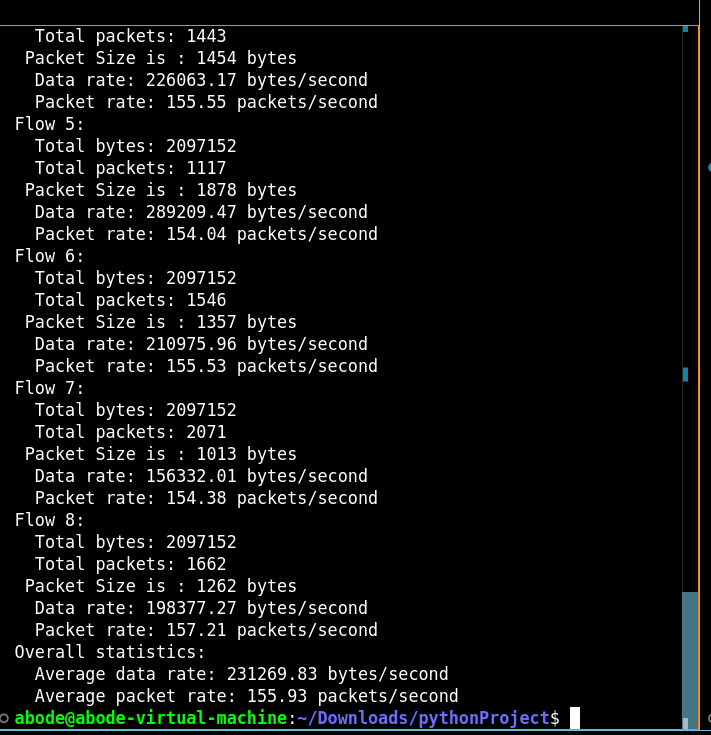 Total packets: 1443
Packet Size is : 1454 bytes
Data rate: 226063.17 bytes/second
Packet rate: 155.55 packets/second
Flow 5:
Total bytes: 2097152
Total packets: 1117
Packet Size is : 1878 bytes
Data rate: 289209.47 bytes/second
Packet rate: 154.04 packets/second
Flow 6:
Total bytes: 2097152
Total packets: 1546
Packet Size is : 1357 bytes
Data rate: 210975.96 bytes/second
Packet rate: 155.53 packets/second
Flow 7:
Total bytes: 2097152
Total packets: 2071
Packet Size is : 1013 bytes
Data rate: 156332.01 bytes/second
Packet rate: 154.38 packets/second
Flow 8:
Total bytes: 2097152
Total packets: 1662
Packet Size is : 1262 bytes
Data rate: 198377.27 bytes/second
Packet rate: 157.21 packets/second
Overall statistics:
Average data rate: 231269.83 bytes/second
Average packet rate: 155.93 packets/second
abode@abode-virtual-machine:~/Downloads/pythonProject$